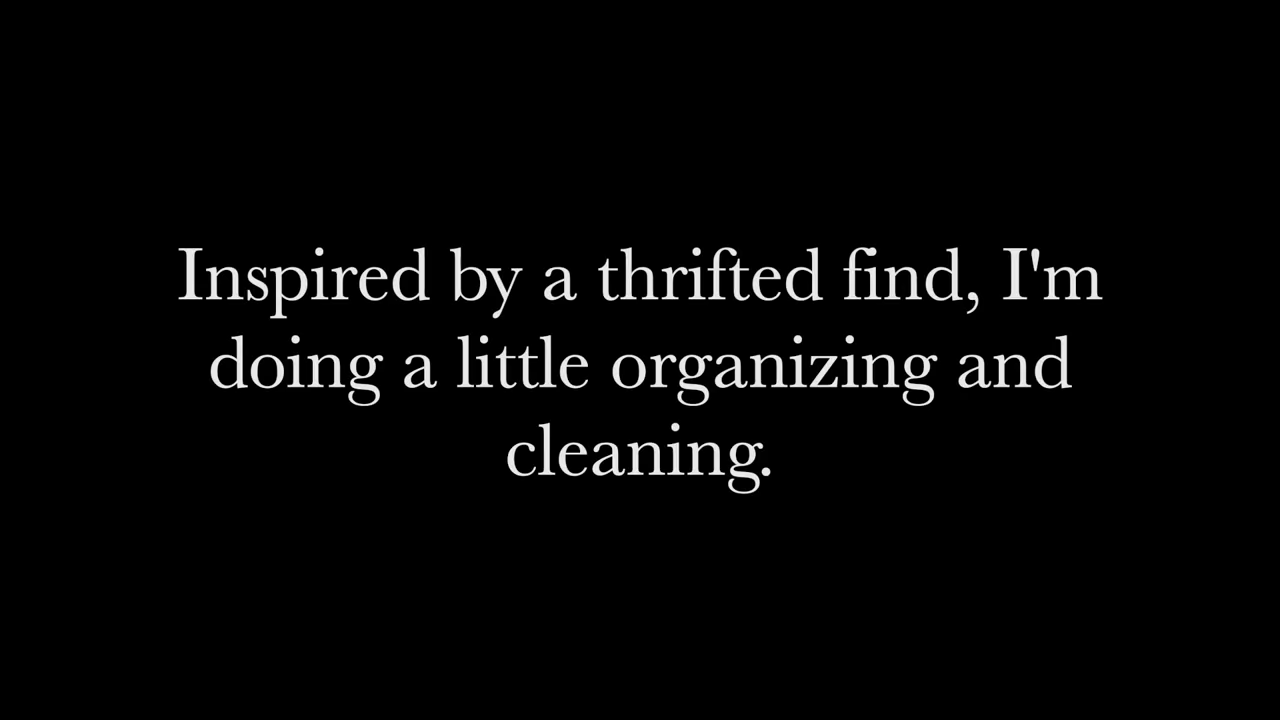 Inspired by a thrifted find, I'm
doing a little organizing and
cleaning.